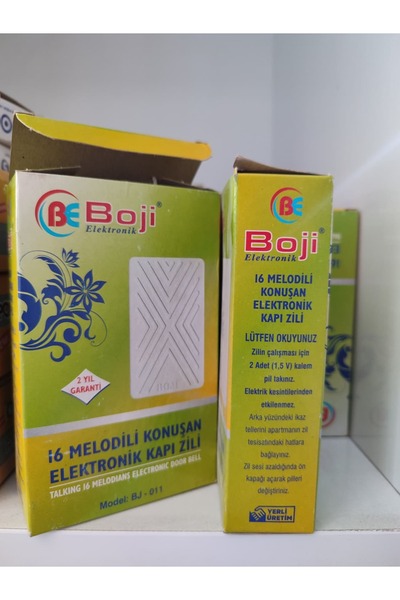 BE Boji®
Elektronik
boji
2 YIL
GARANTİ
16 MELODİLİ KONUŞAN
ELEKTRONİK KAPI ZİLİ
TALKING 16 MELODIANS ELECTRONIC DOOR BELL
Model: BJ - 011
BE
Boji®
Elektronik
16 MELODİLİ
KONUŞAN
ELEKTRONİK
KAPI ZİLİ
LÜTFEN OKUYUNUZ
Zilin çalışması için
2 Adet (1,5 V) kalem
pil takınız.
Elektrik kesintilerinden
etkilenmez.
Arka yüzündeki ikaz
tellerini apartmanın zil
tesisatındaki hatlara
bağlayınız.
Zil sesi azaldığında ön
kapağı açarak pilleri
değiştiriniz.
YERLİ
ÜRETİM